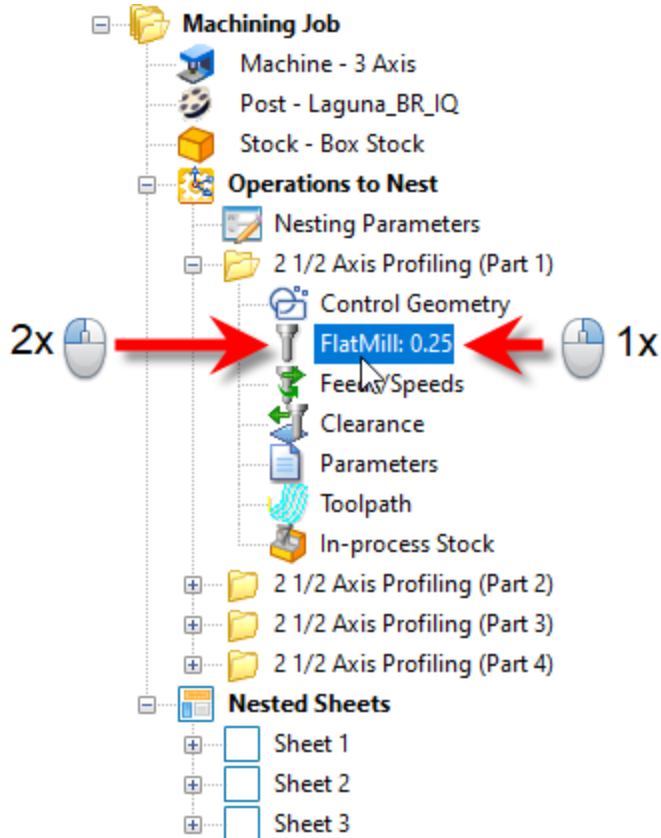 Machining Job
Machine - 3 Axis
Post - Laguna_BR_IQ
Stock - Box Stock
Operations to Nest
Nesting Parameters
2 1/2 Axis Profiling (Part 1)
Control Geometry
2x FlatMill: 0.25 1x
Feeds/Speeds
Clearance
Parameters
Toolpath
In-process Stock
2 1/2 Axis Profiling (Part 2)
2 1/2 Axis Profiling (Part 3)
2 1/2 Axis Profiling (Part 4)
Nested Sheets
Sheet 1
Sheet 2
Sheet 3